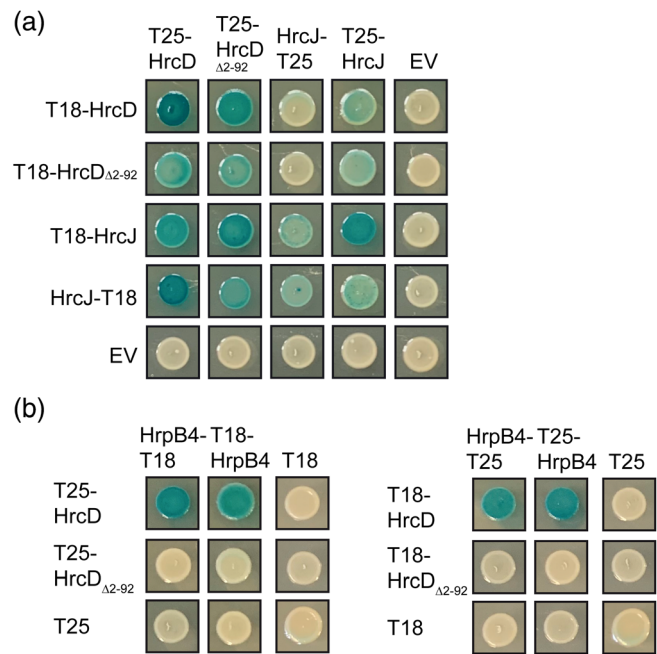 (a)
T25-
HrcD
T25-
HrcD
Δ2-92
HrcJ-
T25
T25-
HrcJ
EV
T18-HrcD
T18-HrcDΔ2-92
T18-HrcJ
HrcJ-T18
EV
(b)
HrpB4-
T18
T18-
HrpB4
T18
T25-
HrcD
T25-
HrcDΔ2-92
T25
HrpB4-
T25
T25-
HrpB4
T25
T18-
HrcD
T18-
HrcDΔ2-92
T18